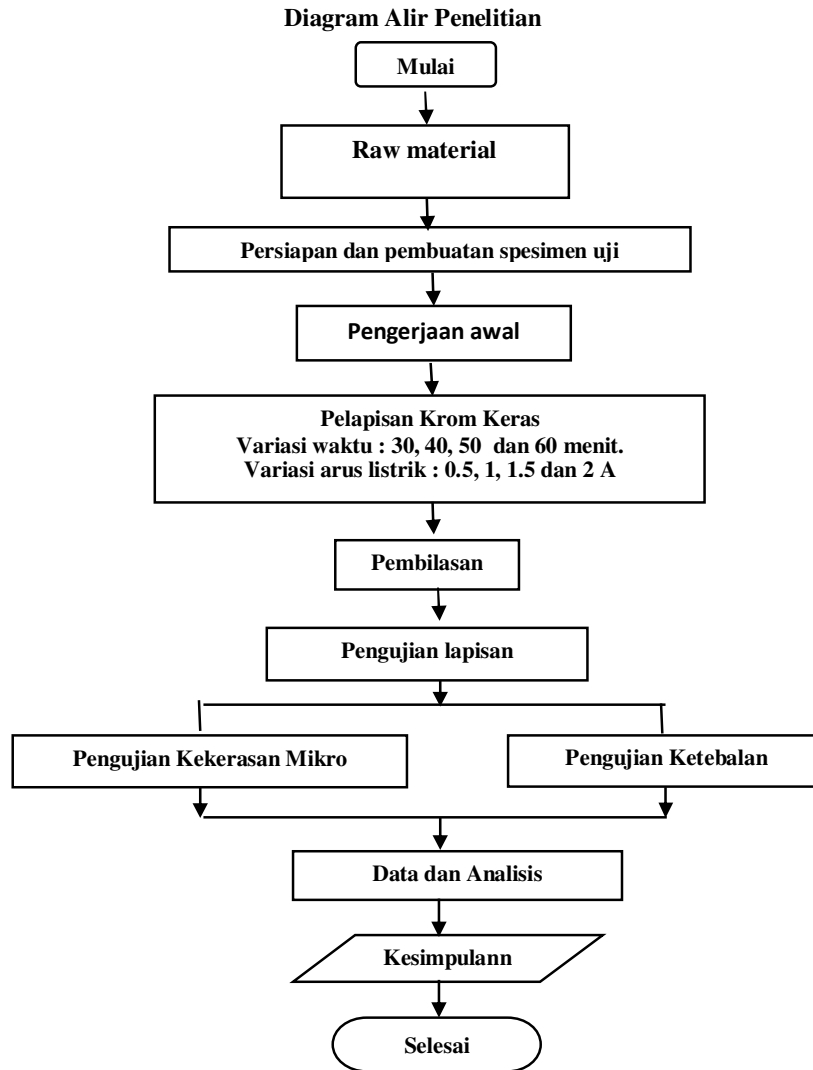 Diagram Alir Penelitian
Mulai
Raw material
Persiapan dan pembuatan spesimen uji
Pengerjaan awal
Pelapisan Krom Keras
Variasi waktu : 30, 40, 50 dan 60 menit.
Variasi arus listrik : 0.5, 1, 1.5 dan 2 A
Pembilasan
Pengujian lapisan
Pengujian Kekerasan Mikro
Pengujian Ketebalan
Data dan Analisis
Kesimpulann
Selesai